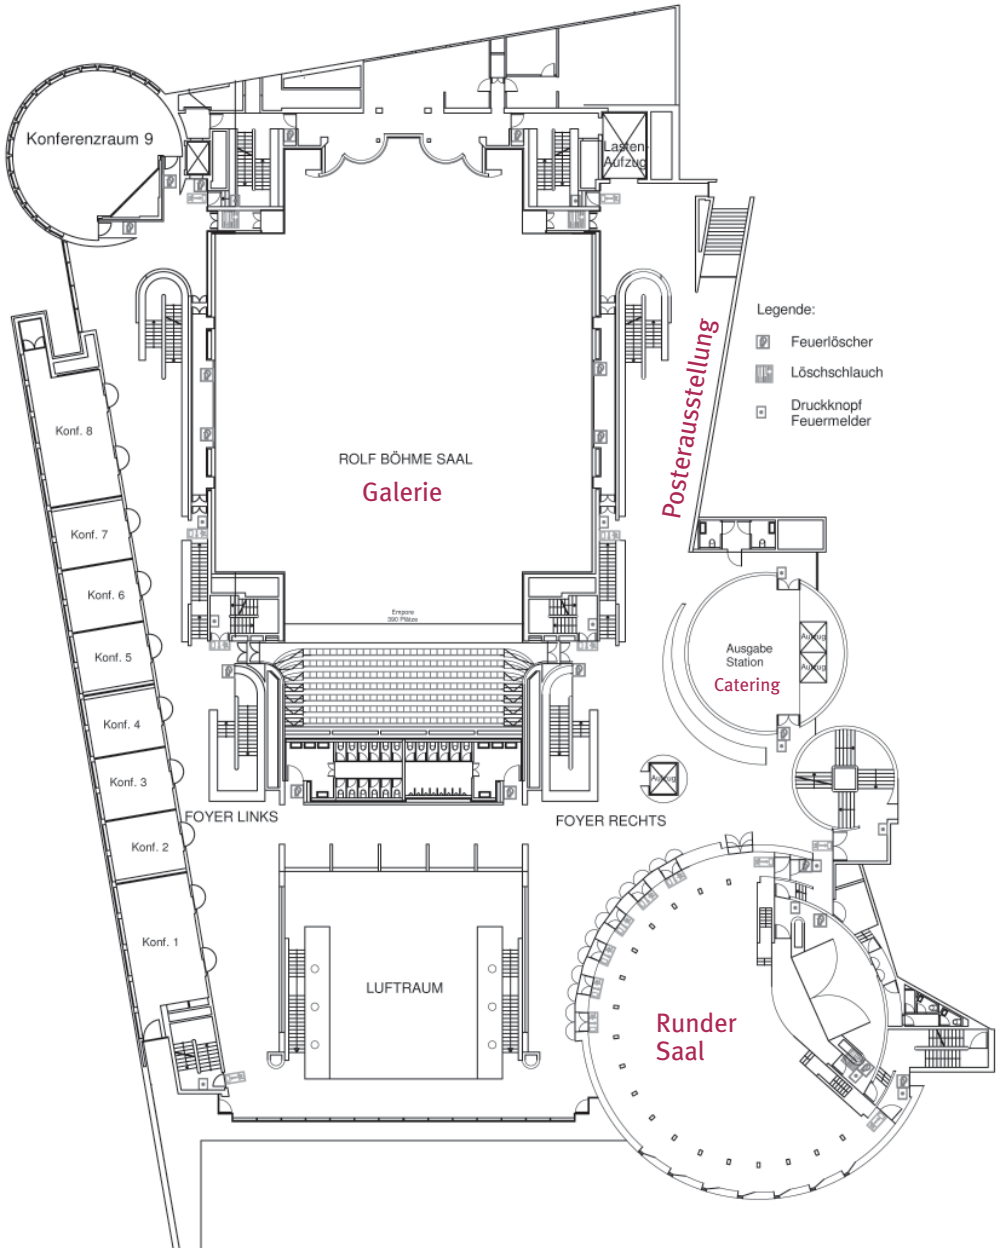 Konferenzraum 9
Lasten-
Aufzug
Legende:
Feuerlöscher
Löschschlauch
Druckknopf
Feuermelder
Posterausstellung
Konf. 8
ROLF BÖHME SAAL
Galerie
Konf. 7
Konf. 6
Empore
390 Plätze
Aufzug
Ausgabe
Station
Catering
Aufzug
Konf. 5
Konf. 4
Konf. 3
Aufzug
FOYER LINKS
FOYER RECHTS
Konf. 2
Konf. 1
LUFTRAUM
Runder
Saal